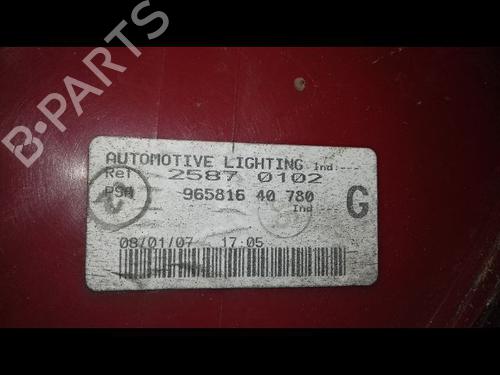 B-PARTS
AUTOMOTIVE LIGHTING Ind:---
Ref 2587 0102
PSA 965816 40 780
Ind ---
G
08/01/07 17:05